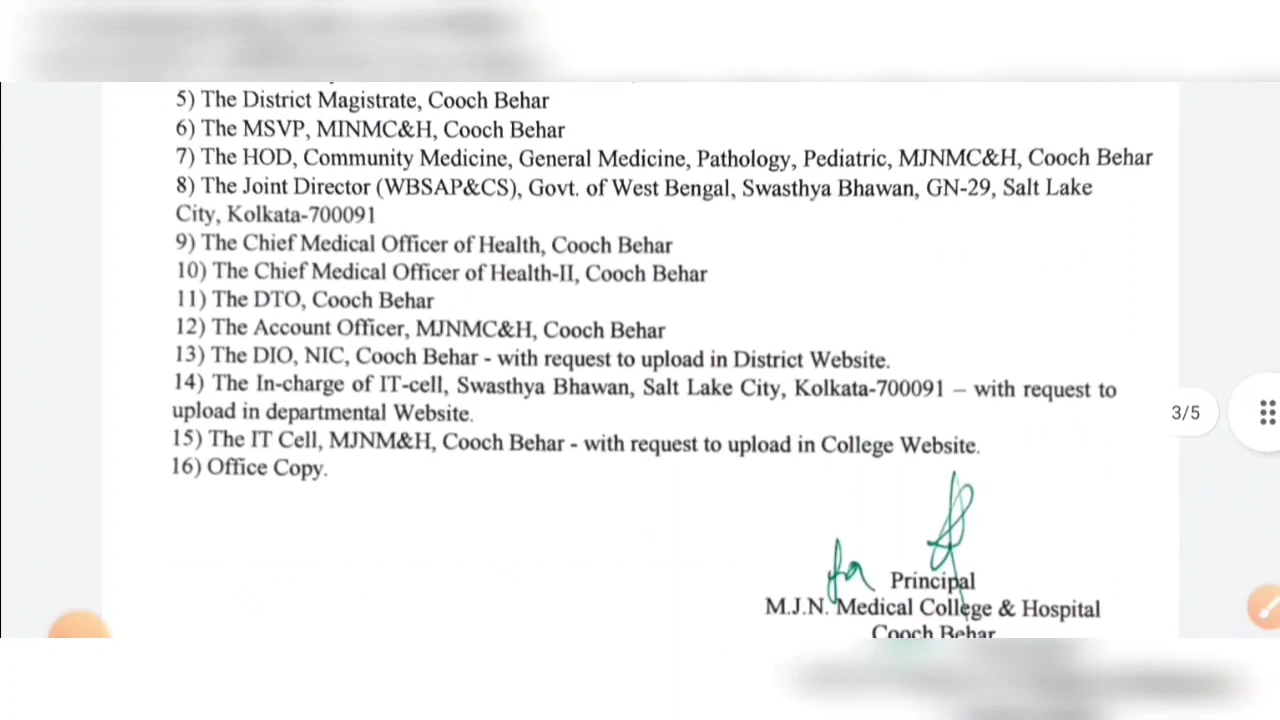 5) The District Magistrate, Cooch Behar
6) The MSVP, MINMC&H, Cooch Behar
7) The HOD, Community Medicine, General Medicine, Pathology, Pediatric, MJNMC&H, Cooch Behar
8) The Joint Director (WBSAP&CS), Govt. of West Bengal, Swasthya Bhawan, GN-29, Salt Lake
City, Kolkata-700091
9) The Chief Medical Officer of Health, Cooch Behar
10) The Chief Medical Officer of Health-II, Cooch Behar
11) The DTO, Cooch Behar
12) The Account Officer, MJNMC&H, Cooch Behar
13) The DIO, NIC, Cooch Behar - with request to upload in District Website.
14) The In-charge of IT-cell, Swasthya Bhawan, Salt Lake City, Kolkata-700091 – with request to
upload in departmental Website.
3/5
15) The IT Cell, MJNM&H, Cooch Behar - with request to upload in College Website.
16) Office Copy.
for
Principal
M.J.N. Medical College & Hospital
Cooch Behar